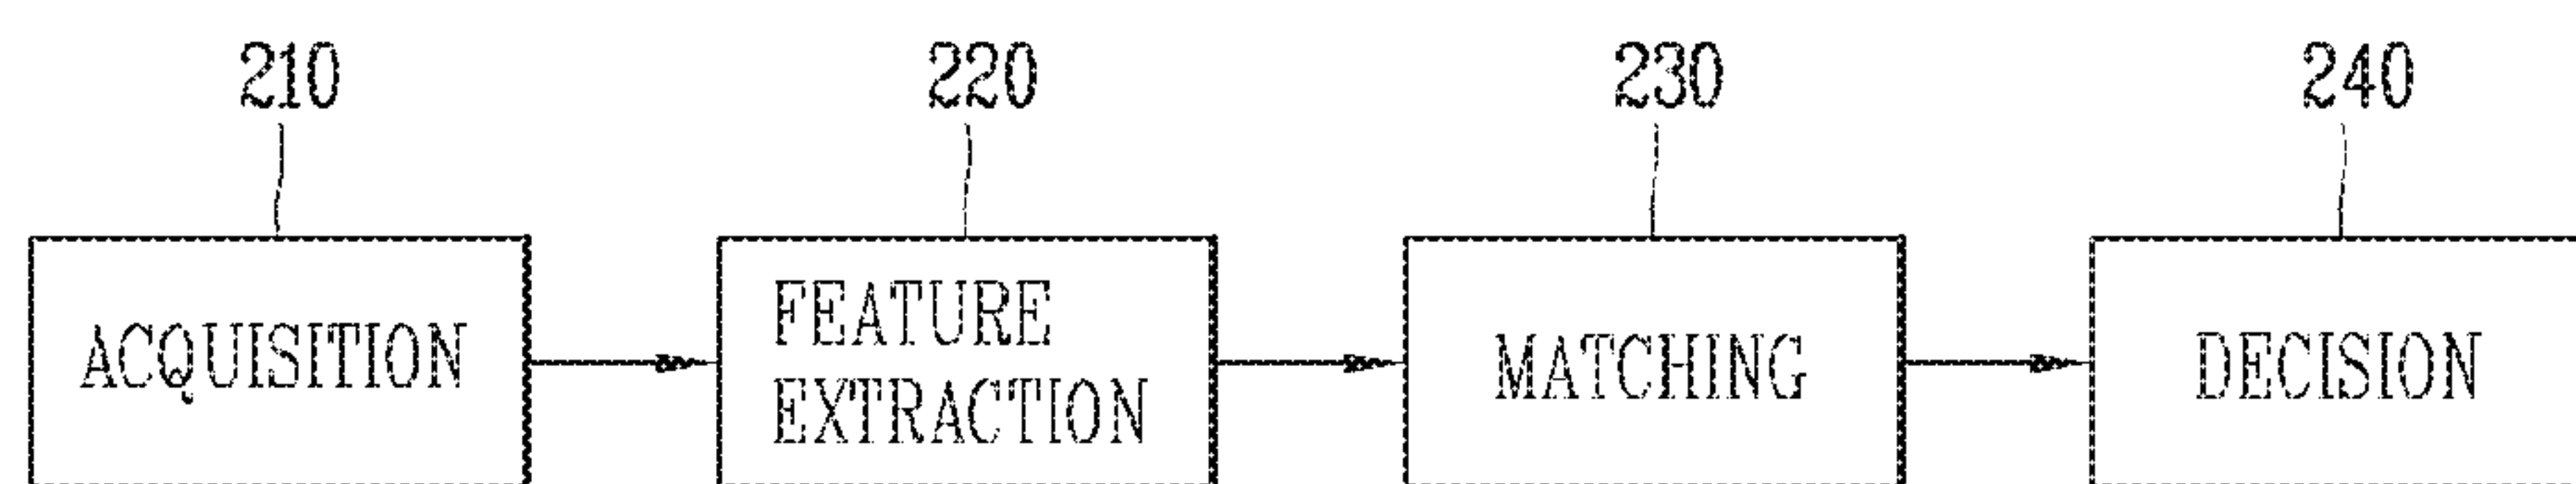 210
220
230
240
ACQUISITION
FEATURE
EXTRACTION
MATCHING
DECISION